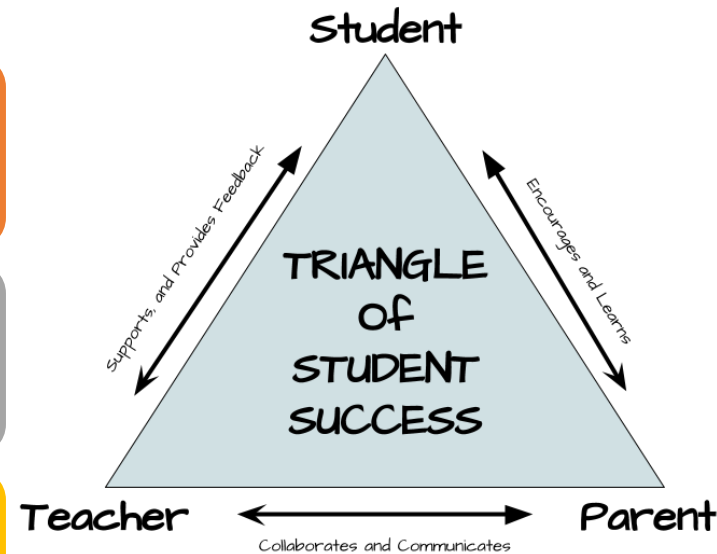 Student
Supports, and Provides Feedback
Encourages and Learns
TRIANGLE
Of
STUDENT
SUCCESS
Teacher
Parent
Collaborates and Communicates